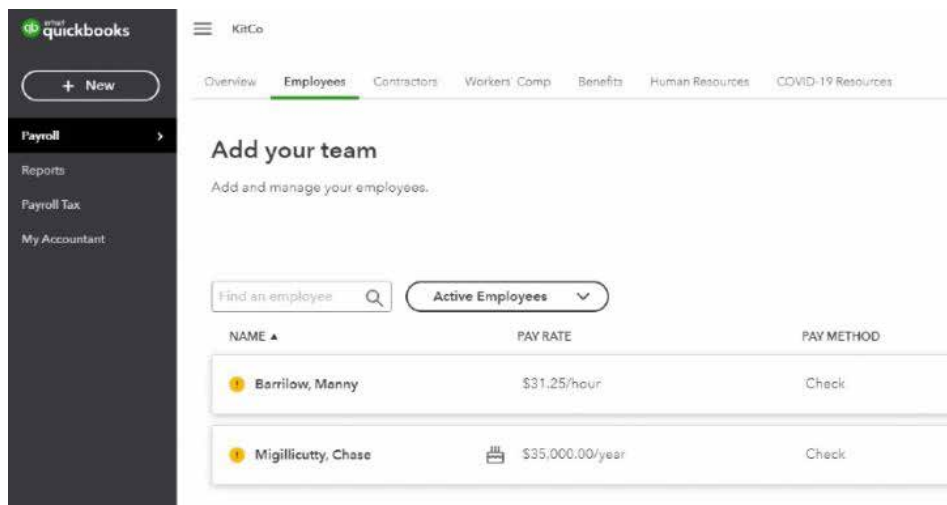 intuit
quickbooks
KitCo
+ New
Overview Employees Contractors Workers' Comp Benefits Human Resources COVID-19 Resources
Payroll
Reports
Payroll Tax
My Accountant
Add your team
Add and manage your employees.
Find an employee Active Employees
NAME ▲ PAY RATE PAY METHOD
Barrilow, Manny $31.25/hour Check
Migillicutty, Chase $35,000.00/year Check